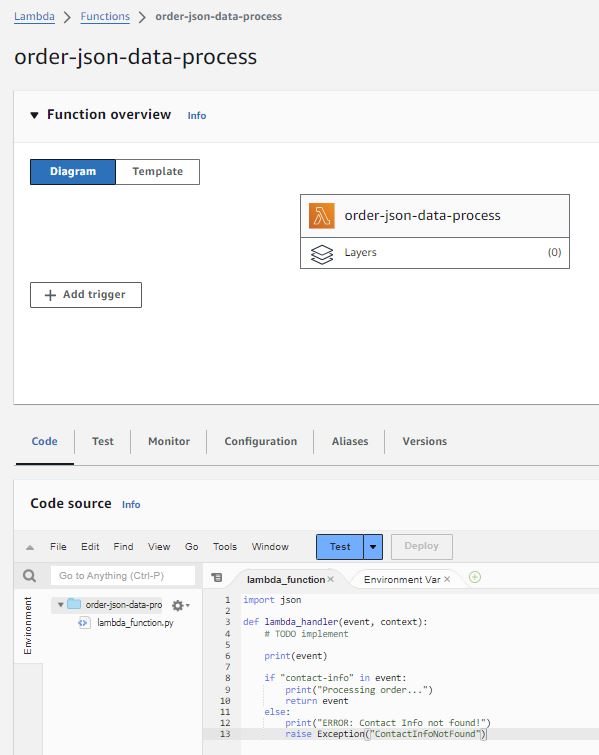 Lambda > Functions > order-json-data-process
order-json-data-process
Function overview Info
Diagram Template
order-json-data-process
Layers (0)
+ Add trigger
Code Test Monitor Configuration Aliases Versions
Code source Info
File Edit Find View Go Tools Window Test Deploy
Go to Anything (Ctrl-P) lambda_function × Environment Var ×
Environment
order-json-data-pro
lambda_function.py
1 import json
2
3 def lambda_handler(event, context):
4     # TODO implement
5
6     print(event)
7
8     if "contact-info" in event:
9         print("Processing order...")
10         return event
11     else:
12         print("ERROR: Contact Info not found!")
13         raise Exception("ContactInfoNotFound")